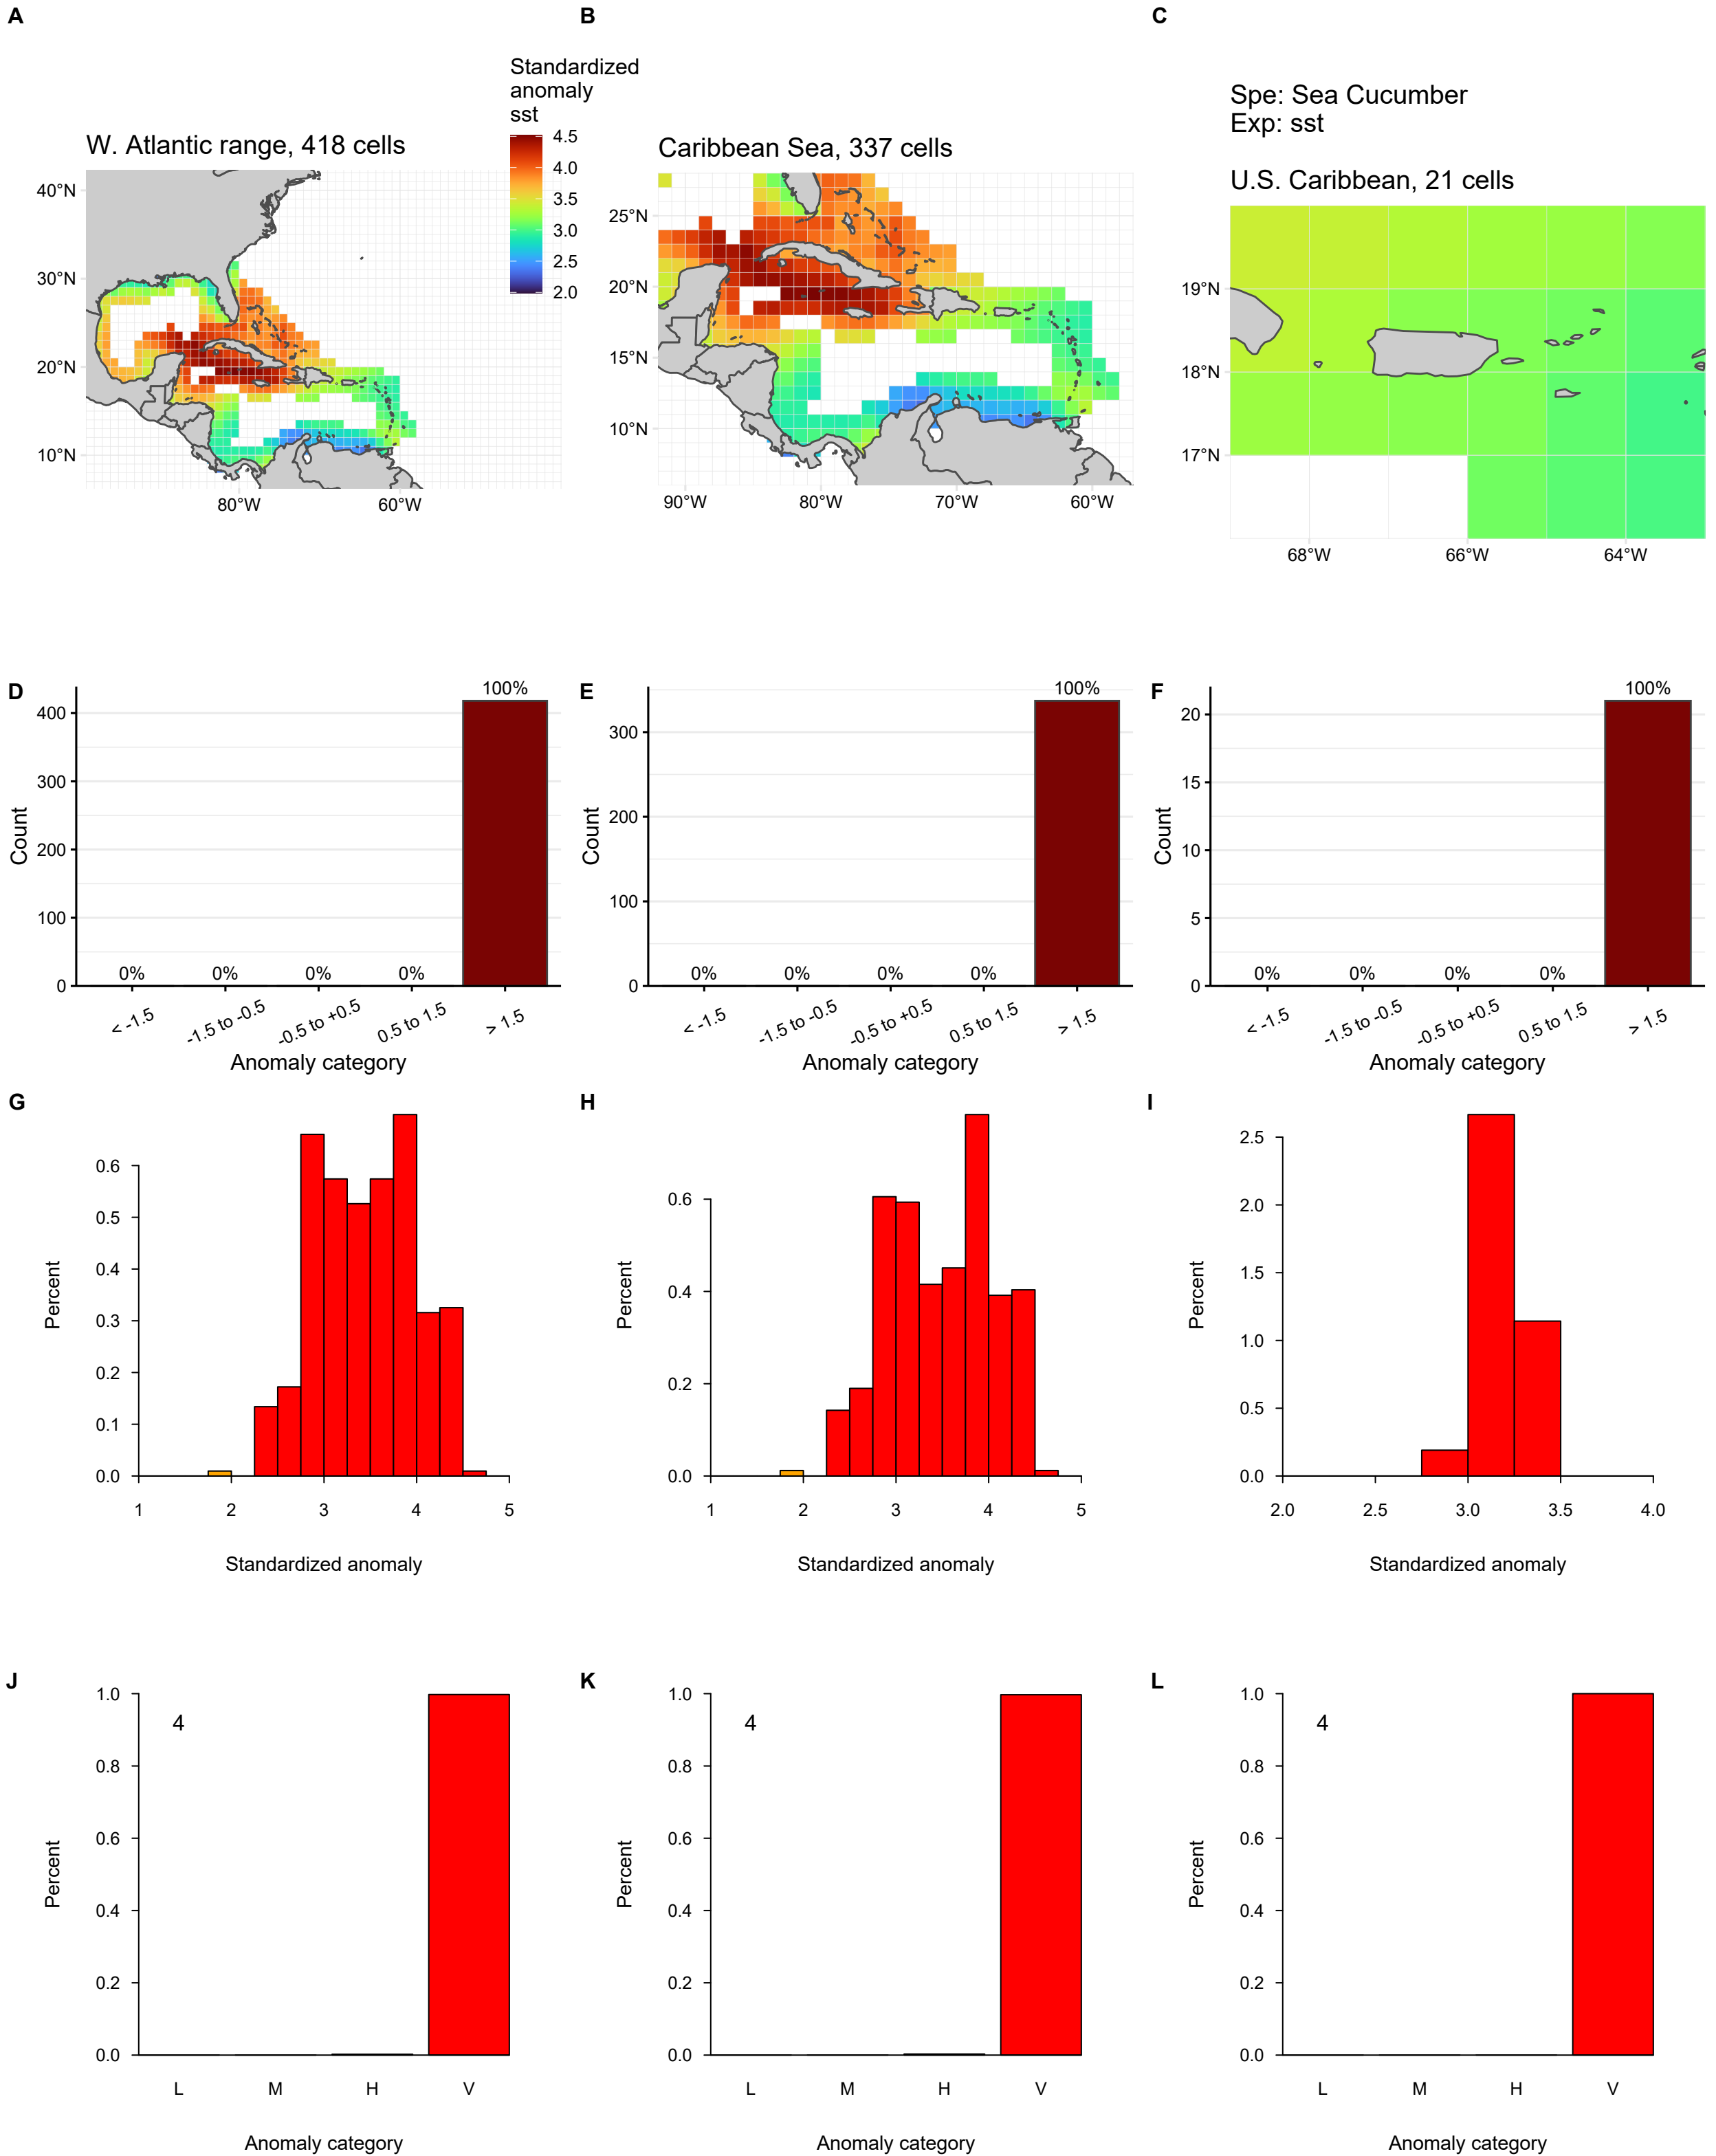 A
B
C
Standardized
anomaly
sst
4.5
4.0
3.5
3.0
2.5
2.0
W. Atlantic range, 418 cells
40°N
30°N
20°N
10°N
80°W
60°W
Caribbean Sea, 337 cells
25°N
20°N
15°N
10°N
90°W
80°W
70°W
60°W
Spe: Sea Cucumber
Exp: sst
U.S. Caribbean, 21 cells
19°N
18°N
17°N
68°W
66°W
64°W
D
Count
400
300
200
100
0
0%
0%
0%
0%
100%
< -1.5
-1.5 to -0.5
-0.5 to +0.5
0.5 to 1.5
> 1.5
Anomaly category
E
Count
300
200
100
0
0%
0%
0%
0%
100%
< -1.5
-1.5 to -0.5
-0.5 to +0.5
0.5 to 1.5
> 1.5
Anomaly category
F
Count
20
15
10
5
0
0%
0%
0%
0%
100%
< -1.5
-1.5 to -0.5
-0.5 to +0.5
0.5 to 1.5
> 1.5
Anomaly category
G
Percent
0.6
0.5
0.4
0.3
0.2
0.1
0.0
1
2
3
4
5
Standardized anomaly
H
Percent
0.6
0.4
0.2
0.0
1
2
3
4
5
Standardized anomaly
I
Percent
2.5
2.0
1.5
1.0
0.5
0.0
2.0
2.5
3.0
3.5
4.0
Standardized anomaly
J
Percent
1.0
0.8
0.6
0.4
0.2
0.0
4
L
M
H
V
Anomaly category
K
Percent
1.0
0.8
0.6
0.4
0.2
0.0
4
L
M
H
V
Anomaly category
L
Percent
1.0
0.8
0.6
0.4
0.2
0.0
4
L
M
H
V
Anomaly category